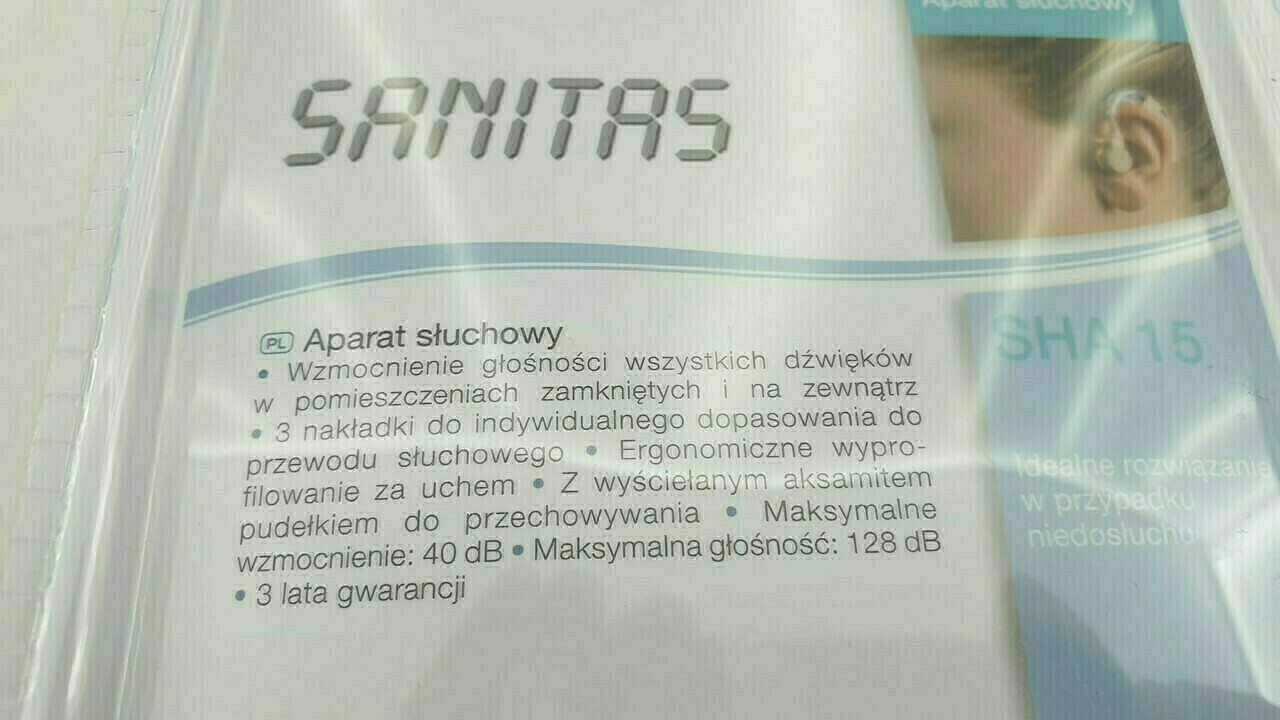 Aparat słuchowy
SANITAS
PL Aparat słuchowy
• Wzmocnienie głośności wszystkich dźwięków
w pomieszczeniach zamkniętych i na zewnątrz
• 3 nakładki do indywidualnego dopasowania do
przewodu słuchowego • Ergonomiczne wypro-
filowanie za uchem • Z wyściełanym aksamitem
pudełkiem do przechowywania • Maksymalne
wzmocnienie: 40 dB • Maksymalna głośność: 128 dB
• 3 lata gwarancji
SHA 15
Idealne rozwiązanie
w przypadku
niedosłuchu